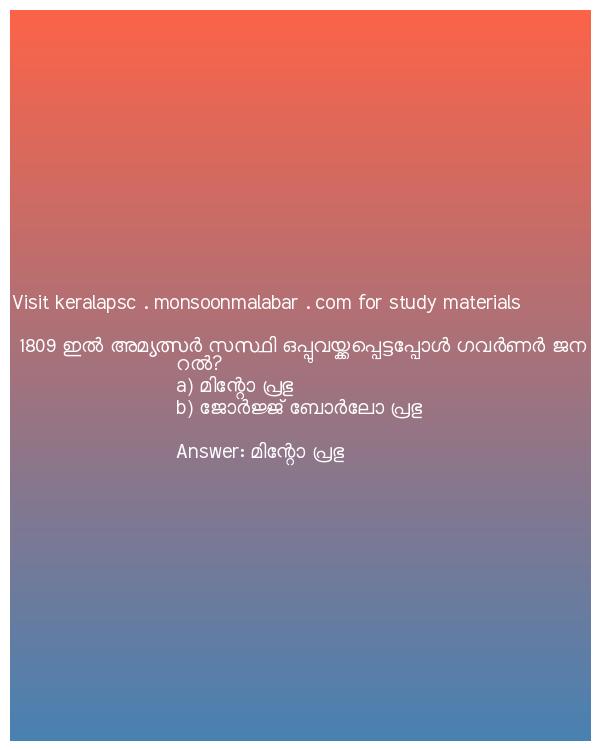 Visit keralapsc . monsoonmalabar . com for study materials
1809 ഇൽ അമൃത്സർ സസ്ഥി ഒപ്പുവയ്ക്കപ്പെട്ടപ്പോൾ ഗവർണർ ജന
റൽ?
a) മിന്റോ പ്രഭു
b) ജോർജ്ജ് ബോർലോ പ്രഭു
Answer: മിന്റോ പ്രഭു